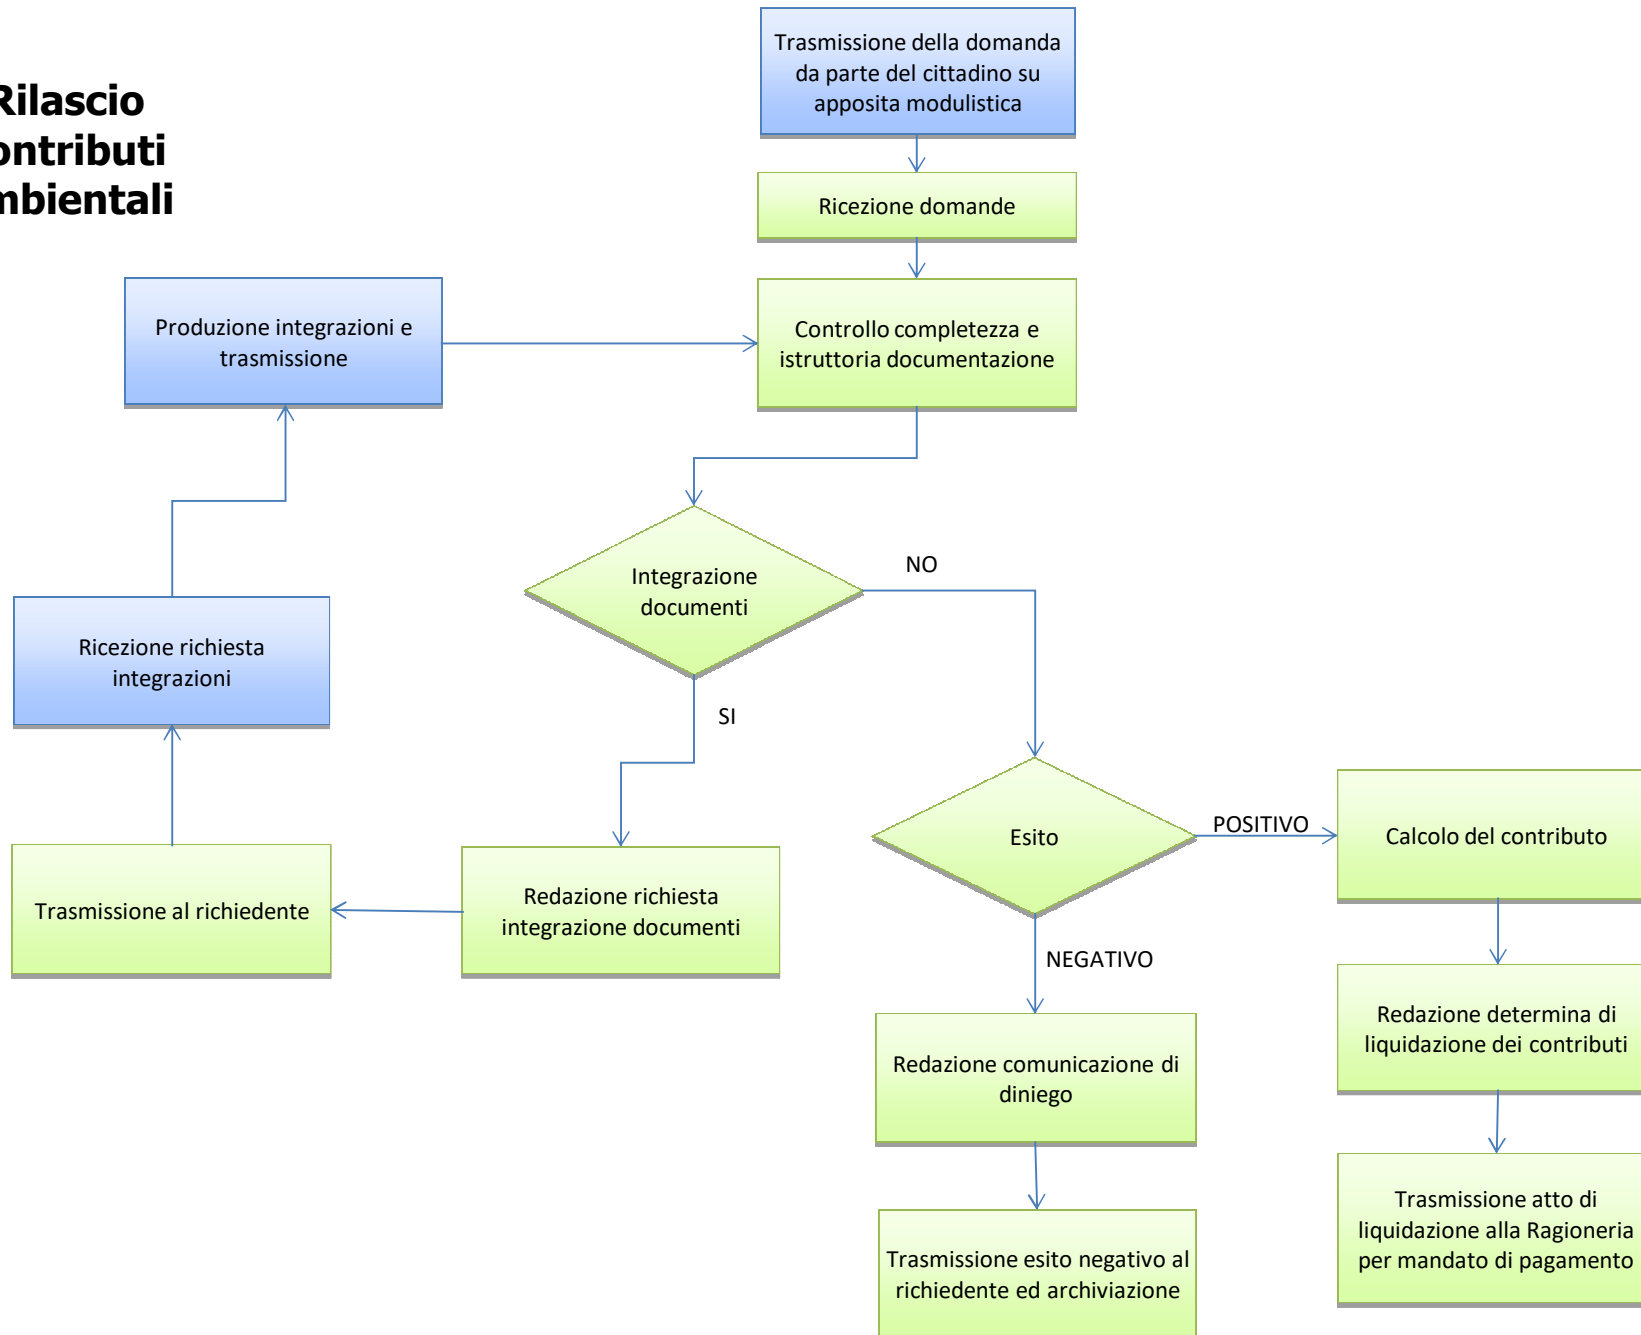 Rilascio
ontributi
mbientali
Trasmissione della domanda
da parte del cittadino su
apposita modulistica
Ricezione domande
Produzione integrazioni e
trasmissione
Controllo completezza e
istruttoria documentazione
Integrazione
documenti
NO
Ricezione richiesta
integrazioni
SI
Esito
POSITIVO
Calcolo del contributo
Trasmissione al richiedente
Redazione richiesta
integrazione documenti
NEGATIVO
Redazione comunicazione di
diniego
Redazione determina di
liquidazione dei contributi
Trasmissione esito negativo al
richiedente ed archiviazione
Trasmissione atto di
liquidazione alla Ragioneria
per mandato di pagamento